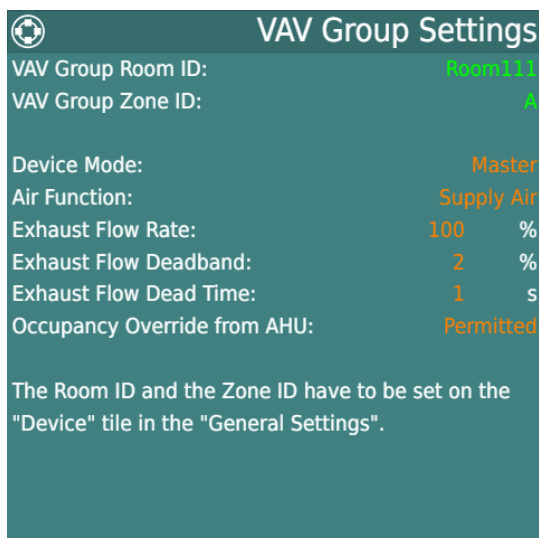 VAV Group Settings
VAV Group Room ID: Room111
VAV Group Zone ID: A
Device Mode: Master
Air Function: Supply Air
Exhaust Flow Rate: 100 %
Exhaust Flow Deadband: 2 %
Exhaust Flow Dead Time: 1 s
Occupancy Override from AHU: Permitted
The Room ID and the Zone ID have to be set on the
"Device" tile in the "General Settings".